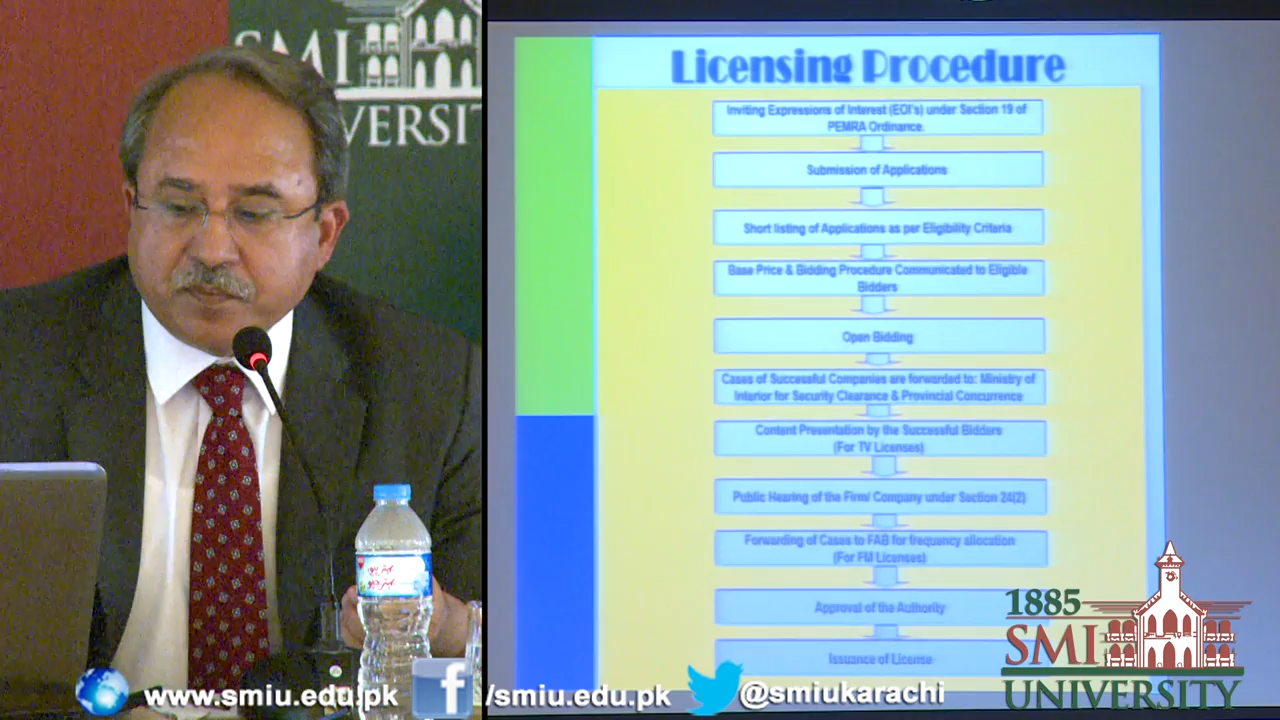 SMI
VERSI
Licensing Procedure
Inviting Expressions of Interest (EOI's) under Section 19 of
PEMRA Ordinance.
Submission of Applications
Short listing of Applications as per Eligibility Criteria
Base Price & Bidding Procedure Communicated to Eligible
Bidders
Open Bidding
Cases of Successful Companies are forwarded to: Ministry of
Interior for Security Clearance & Provincial Concurrence
Content Presentation by the Successful Bidders
(For TV Licenses)
Public Hearing of the Firm/ Company under Section 24(2)
Forwarding of Cases to FAB for frequency allocation
(For FM Licenses)
Approval of the Authority
Issuance of License
1885
SMI
UNIVERSITY
www.smiu.edu.pk
f /smiu.edu.pk
@smiukarachi